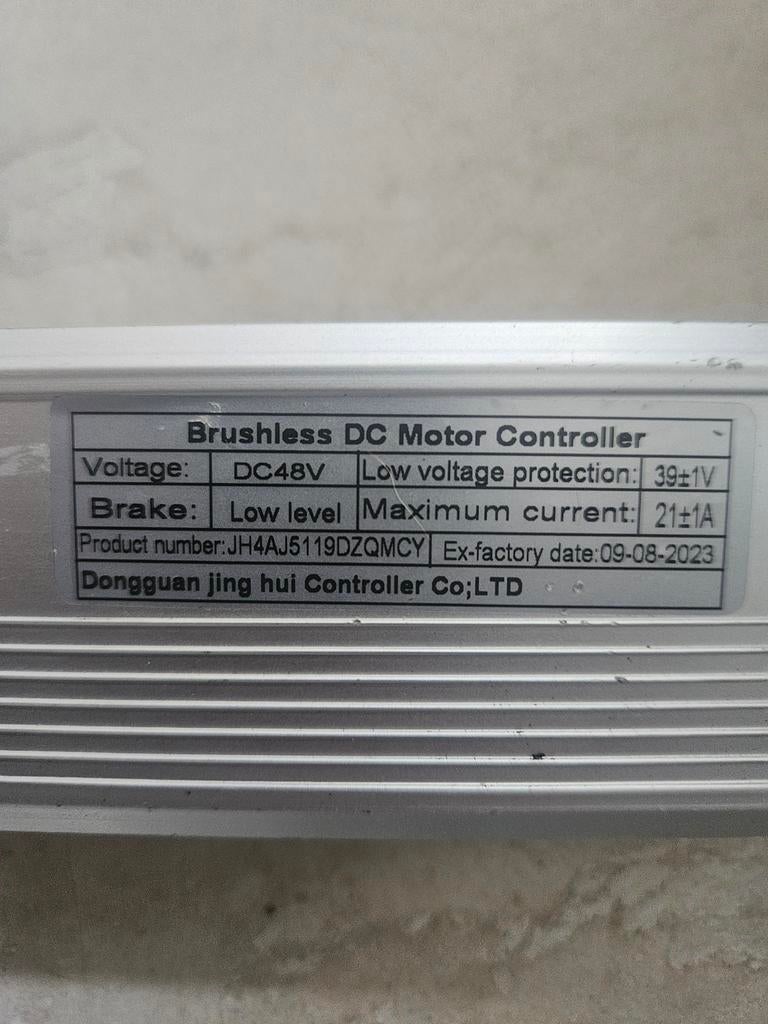 Brushless DC Motor Controller
Voltage: DC48V Low voltage protection: 39±1V
Brake: Low level Maximum current: 21±1A
Product number:JH4AJ5119DZQMCY Ex-factory date:09-08-2023
Dongguan jing hui Controller Co;LTD